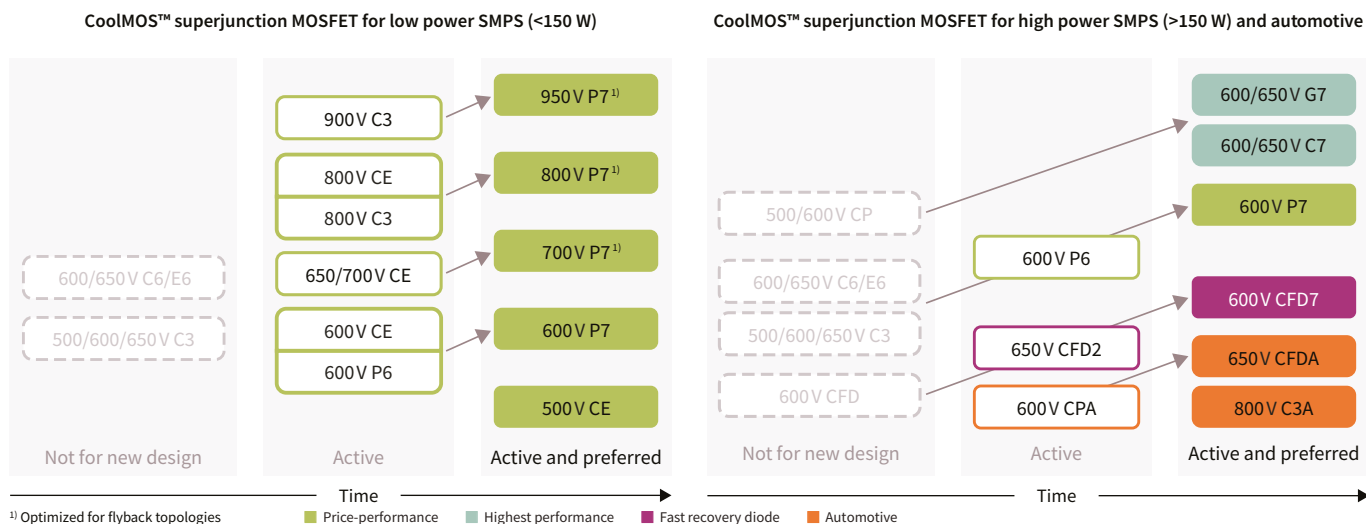 CoolMOS™ superjunction MOSFET for low power SMPS (<150 W)
900 V C3
800 V CE
800 V C3
650/700 V CE
600 V CE
600 V P6
600/650 V C6/E6
500/600/650 V C3
950 V P7 1)
800 V P7 1)
700 V P7 1)
600 V P7
500 V CE
Not for new design
Active
Active and preferred
Time
CoolMOS™ superjunction MOSFET for high power SMPS (>150 W) and automotive
500/600 V CP
600/650 V C6/E6
500/600/650 V C3
600 V CFD
600 V P6
650 V CFD2
600 V CPA
600/650 V G7
600/650 V C7
600 V P7
600 V CFD7
650 V CFDA
800 V C3A
Not for new design
Active
Active and preferred
Time
1) Optimized for flyback topologies
Price-performance
Highest performance
Fast recovery diode
Automotive